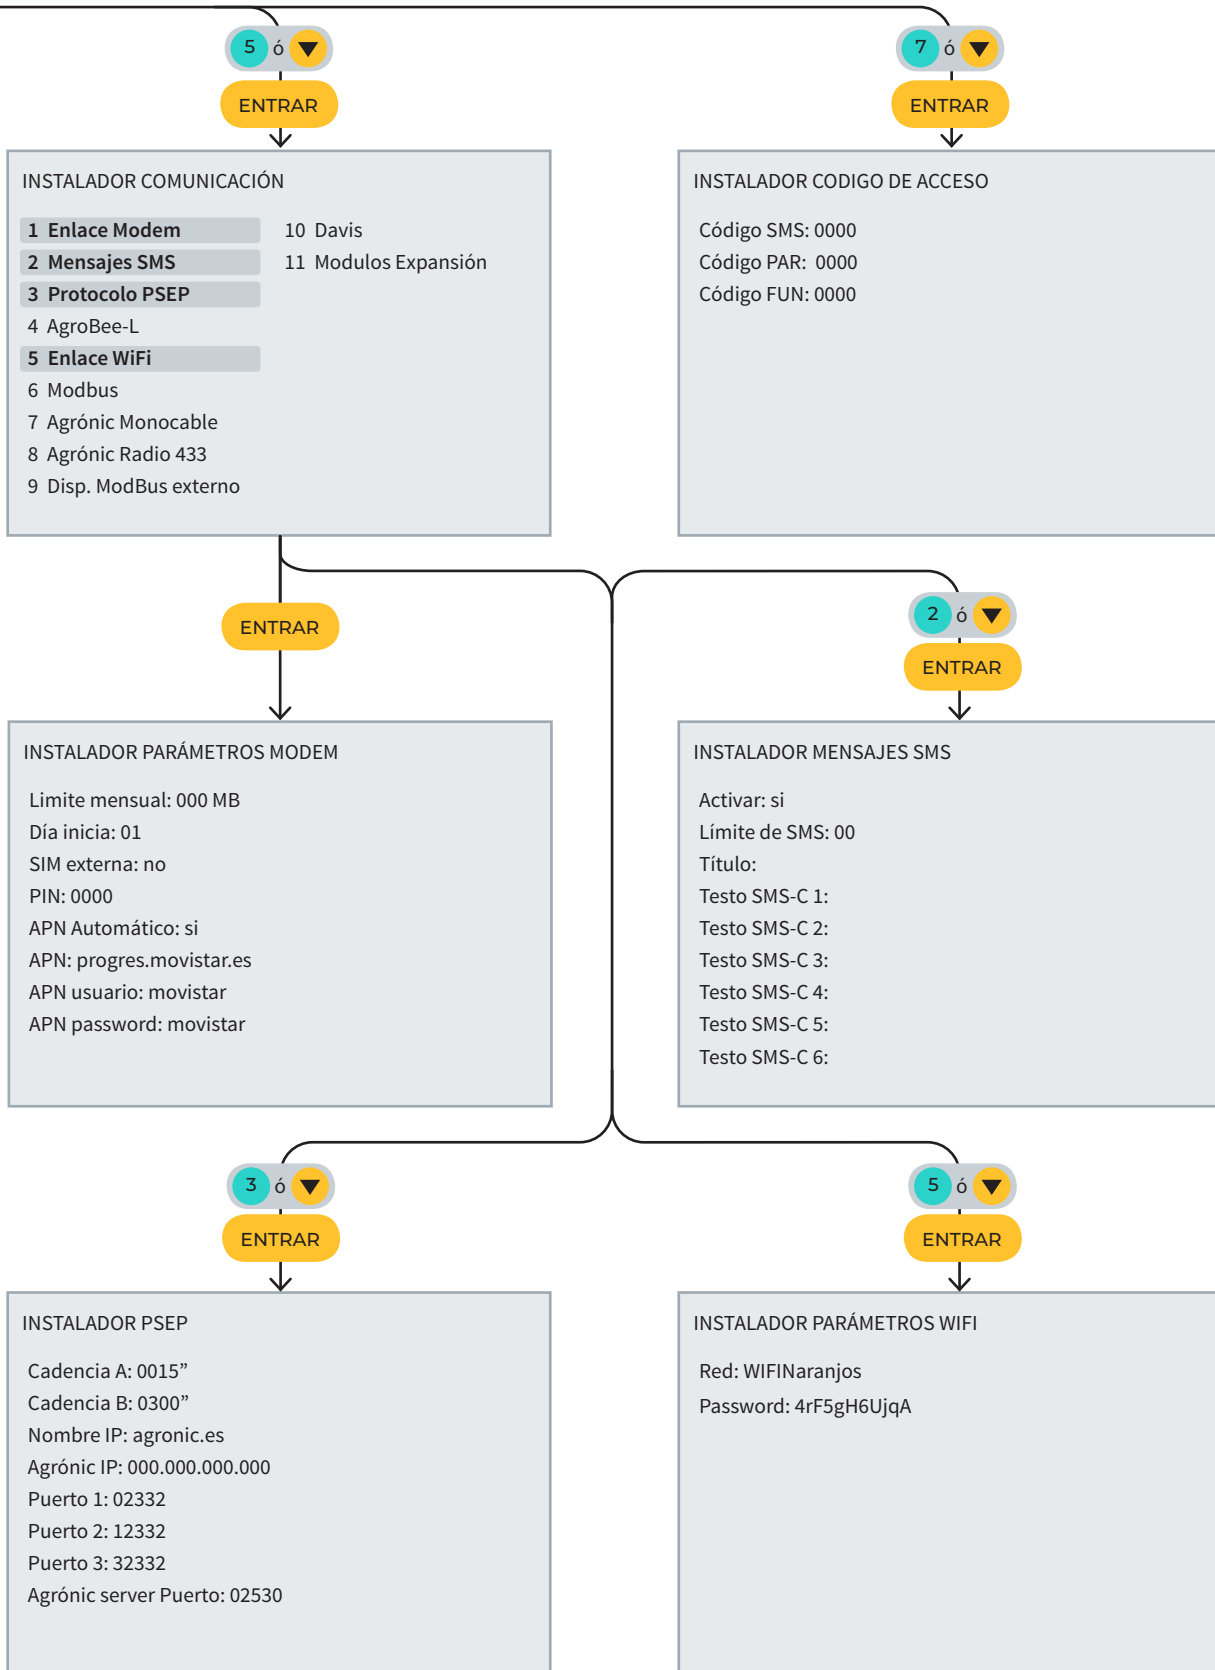 5 ó
ENTRAR
INSTALADOR COMUNICACIÓN
1 Enlace Modem
2 Mensajes SMS
3 Protocolo PSEP
4 AgroBee-L
5 Enlace WiFi
6 Modbus
7 Agrónic Monocable
8 Agrónic Radio 433
9 Disp. ModBus externo
10 Davis
11 Modulos Expansión
7 ó
ENTRAR
INSTALADOR CODIGO DE ACCESO
Código SMS: 0000
Código PAR: 0000
Código FUN: 0000
ENTRAR
INSTALADOR PARÁMETROS MODEM
Limite mensual: 000 MB
Día inicia: 01
SIM externa: no
PIN: 0000
APN Automático: si
APN: progres.movistar.es
APN usuario: movistar
APN password: movistar
2 ó
ENTRAR
INSTALADOR MENSAJES SMS
Activar: si
Límite de SMS: 00
Título:
Testo SMS-C 1:
Testo SMS-C 2:
Testo SMS-C 3:
Testo SMS-C 4:
Testo SMS-C 5:
Testo SMS-C 6:
3 ó
ENTRAR
INSTALADOR PSEP
Cadencia A: 0015”
Cadencia B: 0300”
Nombre IP: agronic.es
Agrónic IP: 000.000.000.000
Puerto 1: 02332
Puerto 2: 12332
Puerto 3: 32332
Agrónic server Puerto: 02530
5 ó
ENTRAR
INSTALADOR PARÁMETROS WIFI
Red: WIFINaranjos
Password: 4rF5gH6UjqA